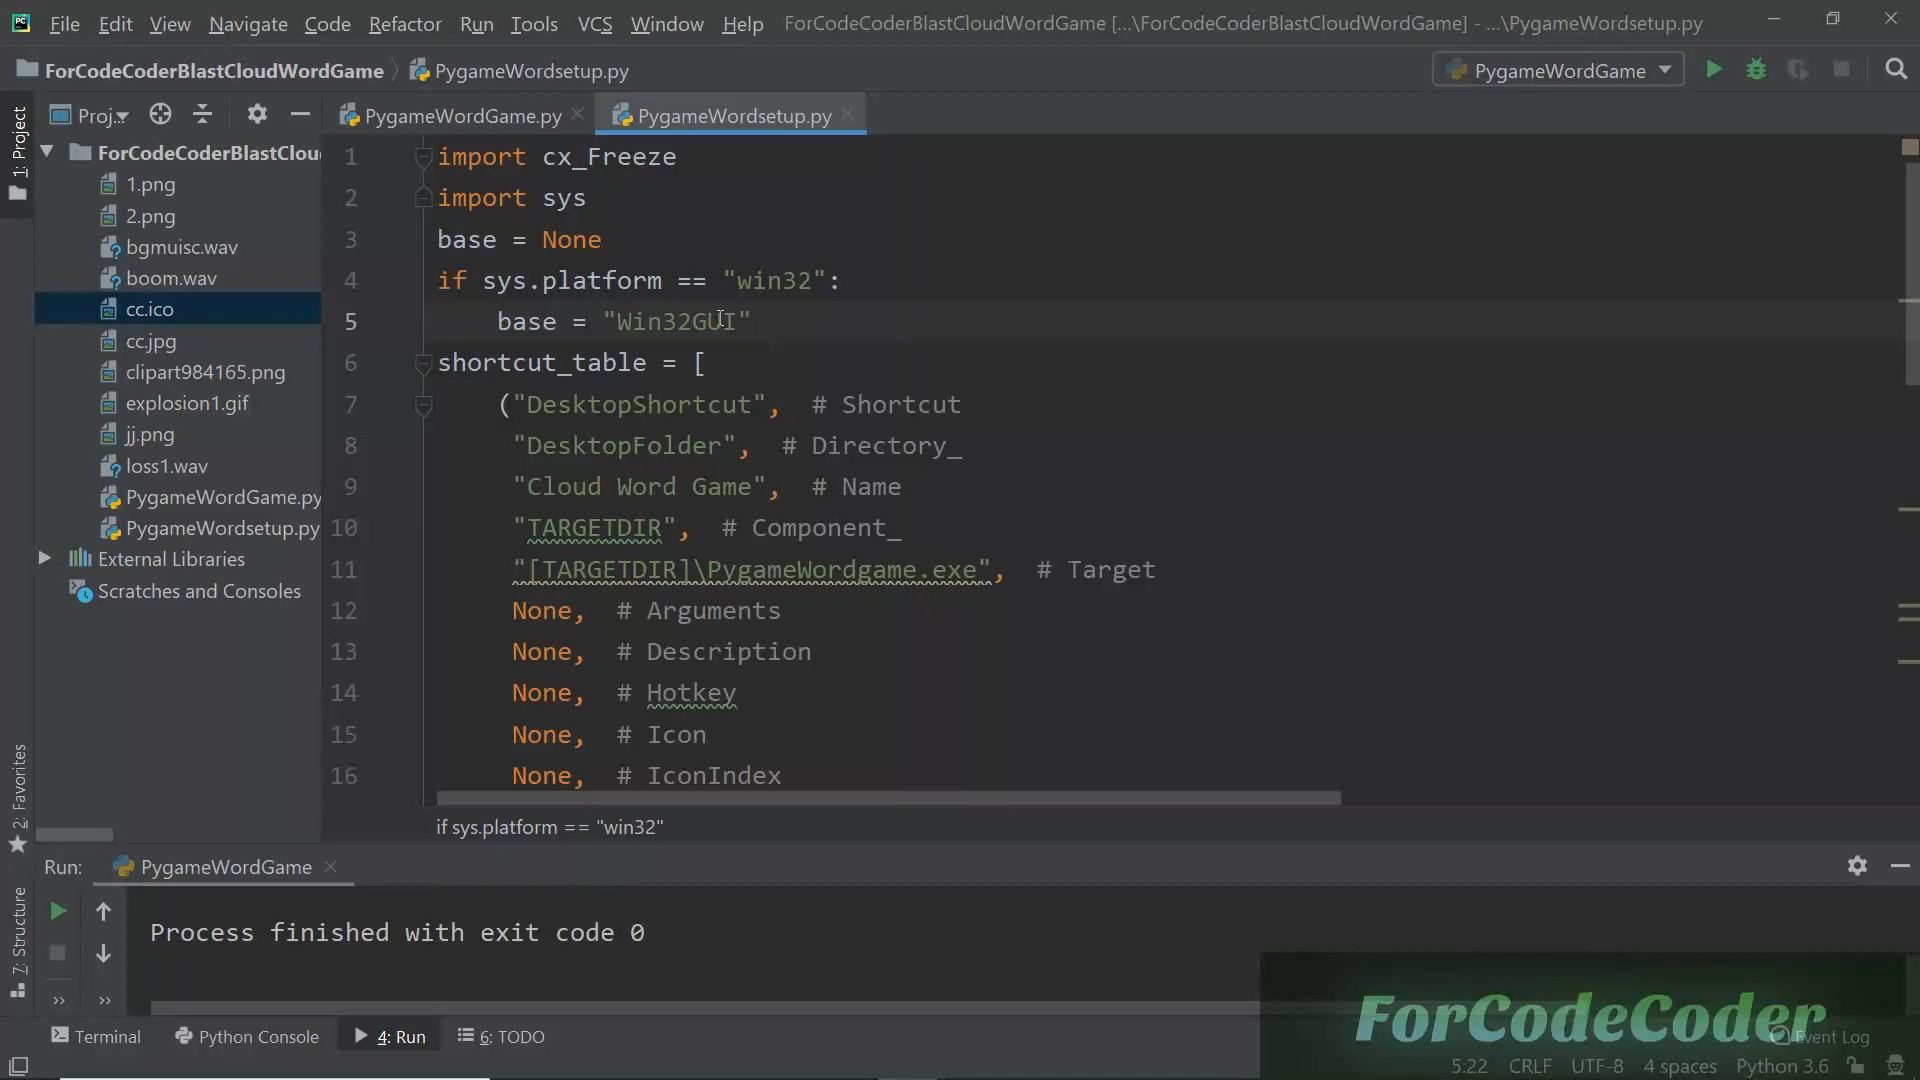 File Edit View Navigate Code Refactor Run Tools VCS Window Help ForCodeCoderBlastCloudWordGame [...\ForCodeCoderBlastCloudWordGame] - ...\PygameWordsetup.py
ForCodeCoderBlastCloudWordGame PygameWordsetup.py PygameWordGame
1: Project
Proj... PygameWordGame.py PygameWordsetup.py
ForCodeCoderBlastClou
1.png
2.png
bgmuisc.wav
boom.wav
cc.ico
cc.jpg
clipart984165.png
explosion1.gif
jj.png
loss1.wav
PygameWordGame.py
PygameWordsetup.py
External Libraries
Scratches and Consoles
1 import cx_Freeze
2 import sys
3 base = None
4 if sys.platform == "win32":
5 base = "Win32GUI"
6 shortcut_table = [
7 ("DesktopShortcut", # Shortcut
8 "DesktopFolder", # Directory_
9 "Cloud Word Game", # Name
10 "TARGETDIR", # Component_
11 "[TARGETDIR]\PygameWordgame.exe", # Target
12 None, # Arguments
13 None, # Description
14 None, # Hotkey
15 None, # Icon
16 None, # IconIndex
if sys.platform == "win32"
2: Favorites
7: Structure
Run: PygameWordGame
Process finished with exit code 0
ForCodeCoder
Terminal Python Console 4: Run 6: TODO Event Log
5:22 CRLF UTF-8 4 spaces Python 3.6